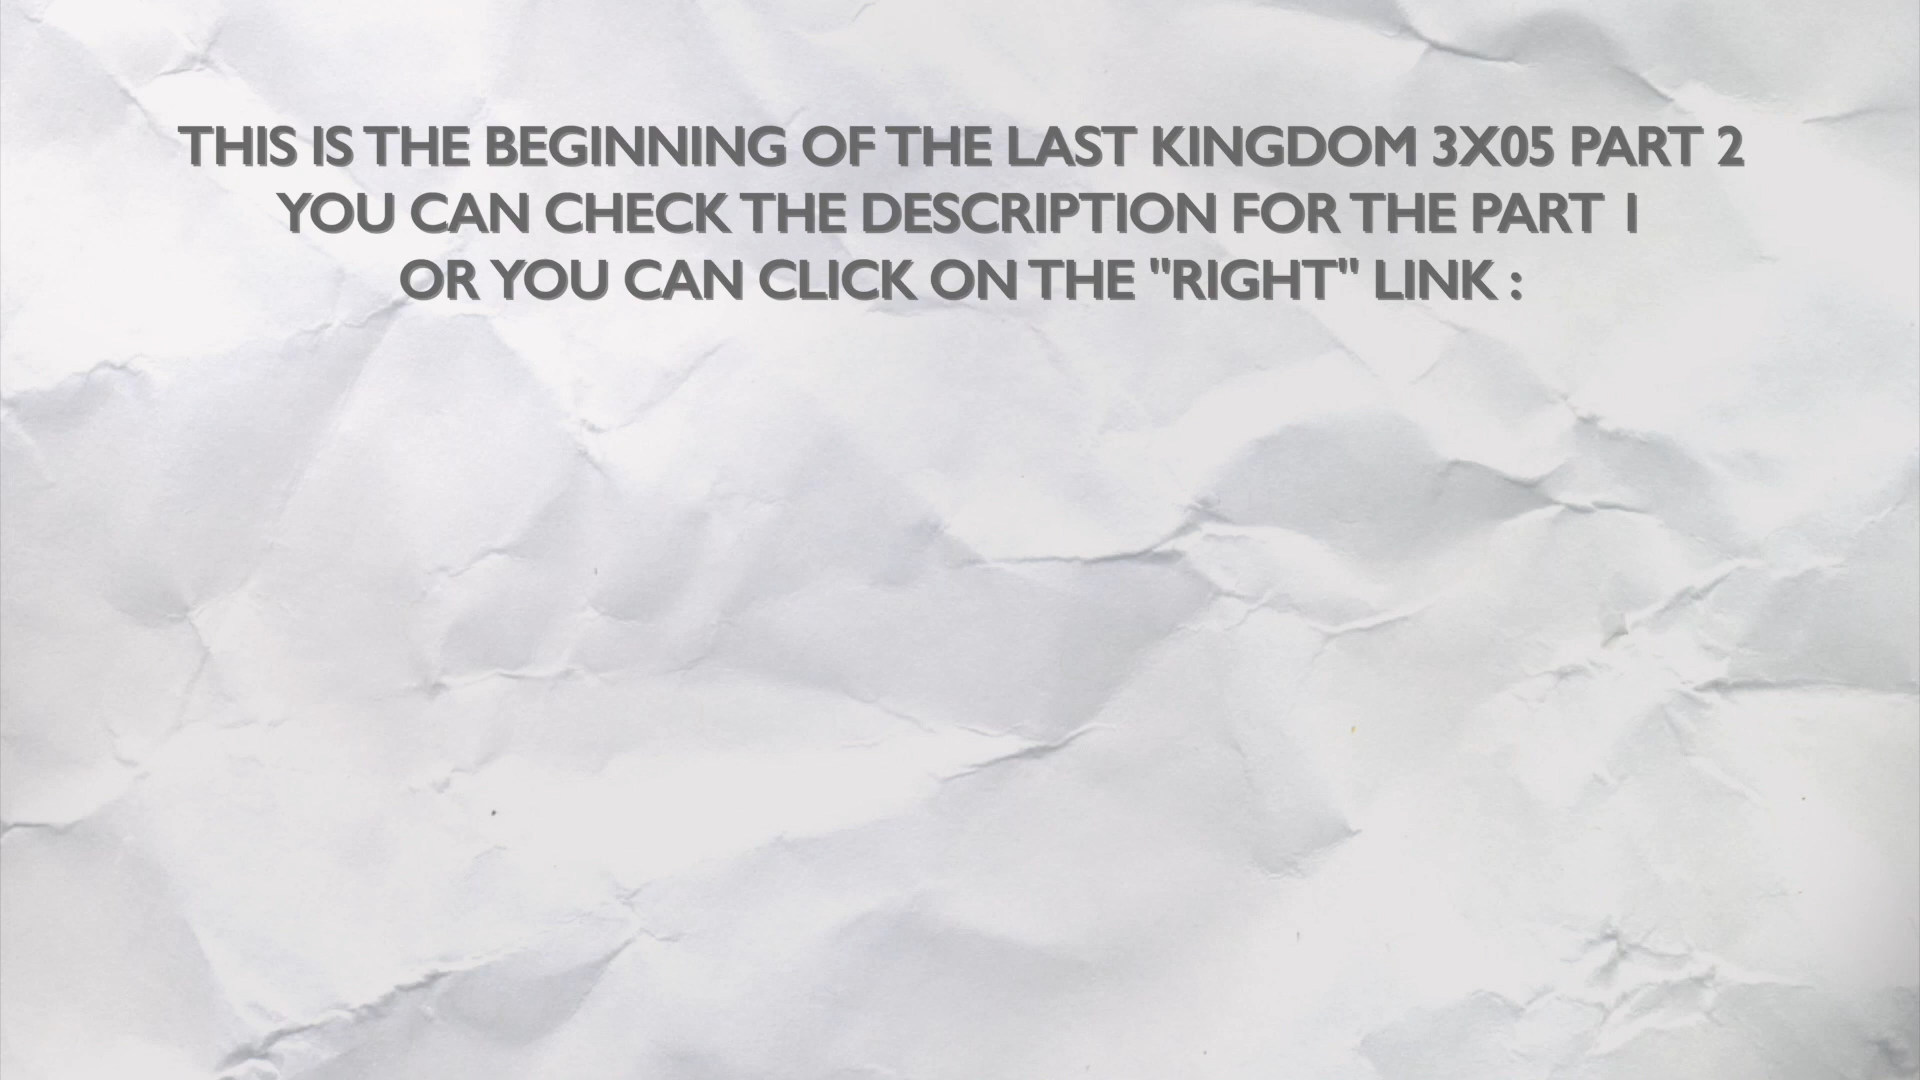 THIS IS THE BEGINNING OF THE LAST KINGDOM 3X05 PART 2
YOU CAN CHECK THE DESCRIPTION FOR THE PART 1
OR YOU CAN CLICK ON THE "RIGHT" LINK :